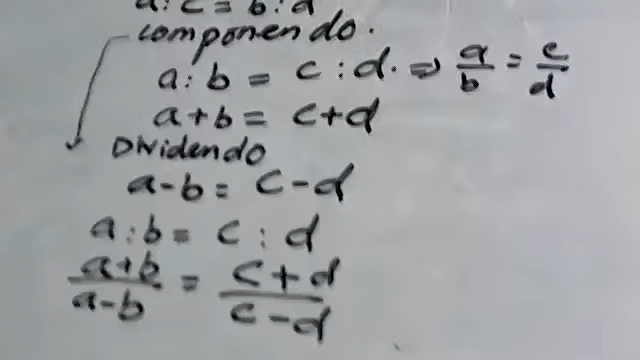 a:c = b:d
componendo.
a:b = c:d. ⇒ a/b = c/d
a+b = c+d
Dividendo
a-b = c-d
a:b = c:d
a+b/a-b = c+d/c-d